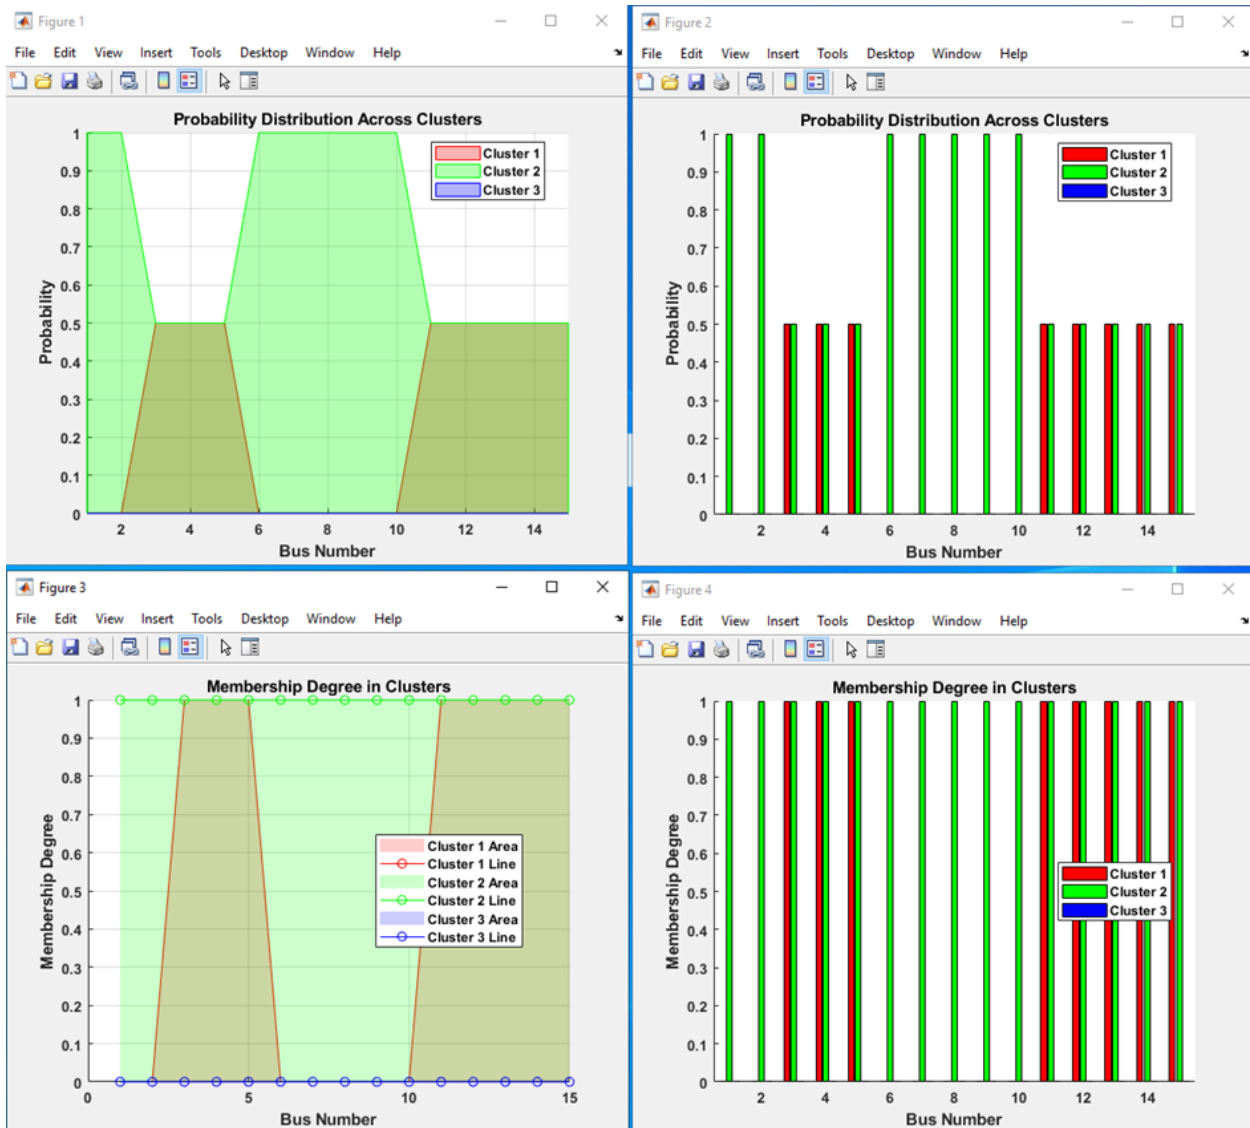 Figure 1
File Edit View Insert Tools Desktop Window Help
Probability Distribution Across Clusters
1
0.9
0.8
0.7
0.6
0.5
0.4
0.3
0.2
0.1
0
Probability
Cluster 1
Cluster 2
Cluster 3
2 4 6 8 10 12 14
Bus Number
Figure 2
File Edit View Insert Tools Desktop Window Help
Probability Distribution Across Clusters
1
0.9
0.8
0.7
0.6
0.5
0.4
0.3
0.2
0.1
0
Probability
Cluster 1
Cluster 2
Cluster 3
2 4 6 8 10 12 14
Bus Number
Figure 3
File Edit View Insert Tools Desktop Window Help
Membership Degree in Clusters
1
0.9
0.8
0.7
0.6
0.5
0.4
0.3
0.2
0.1
0
Membership Degree
Cluster 1 Area
Cluster 1 Line
Cluster 2 Area
Cluster 2 Line
Cluster 3 Area
Cluster 3 Line
0 5 10 15
Bus Number
Figure 4
File Edit View Insert Tools Desktop Window Help
Membership Degree in Clusters
1
0.9
0.8
0.7
0.6
0.5
0.4
0.3
0.2
0.1
0
Membership Degree
Cluster 1
Cluster 2
Cluster 3
2 4 6 8 10 12 14
Bus Number